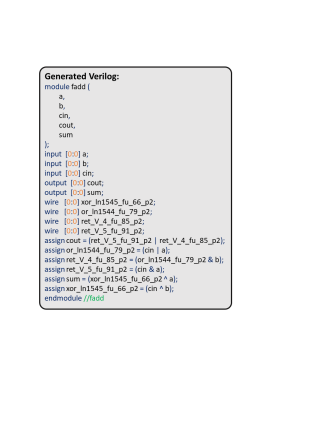 Generated Verilog:
module fadd (
a,
b,
cin,
cout,
sum
);
input [0:0] a;
input [0:0] b;
input [0:0] cin;
output [0:0] cout;
output [0:0] sum;
wire [0:0] xor_ln1545_fu_66_p2;
wire [0:0] or_ln1544_fu_79_p2;
wire [0:0] ret_V_4_fu_85_p2;
wire [0:0] ret_V_5_fu_91_p2;
assign cout = (ret_V_5_fu_91_p2 | ret_V_4_fu_85_p2);
assign or_ln1544_fu_79_p2 = (cin | a);
assign ret_V_4_fu_85_p2 = (or_ln1544_fu_79_p2 & b);
assign ret_V_5_fu_91_p2 = (cin & a);
assign sum = (xor_ln1545_fu_66_p2 ^ a);
assign xor_ln1545_fu_66_p2 = (cin ^ b);
endmodule //fadd